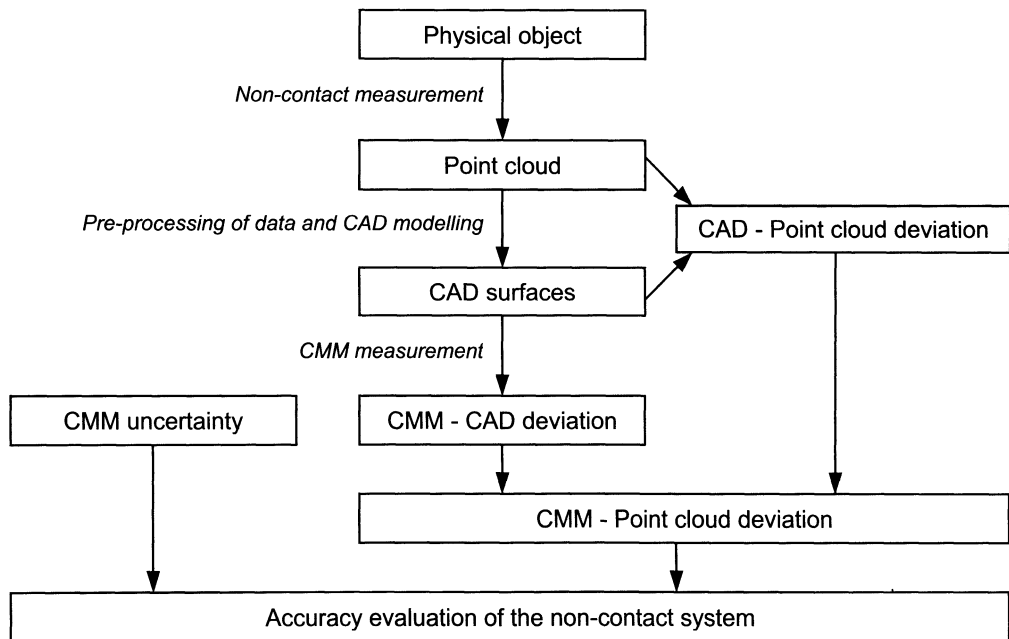 Physical object
Non-contact measurement
Point cloud
Pre-processing of data and CAD modelling
CAD - Point cloud deviation
CAD surfaces
CMM measurement
CMM uncertainty
CMM - CAD deviation
CMM - Point cloud deviation
Accuracy evaluation of the non-contact system